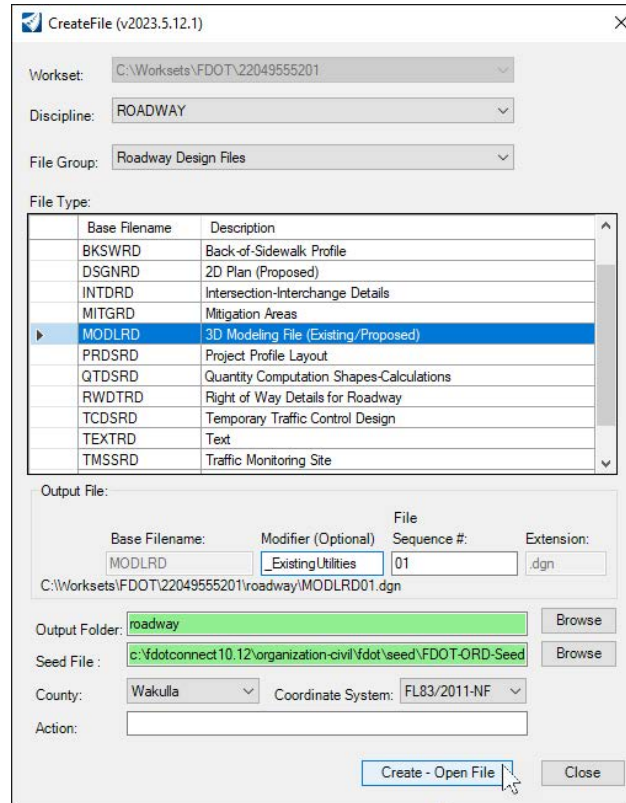 CreateFile (v2023.5.12.1)
Workset: C:\Worksets\FDOT\22049555201
Discipline: ROADWAY
File Group: Roadway Design Files
File Type:
Base Filename Description
BKSWRD Back-of-Sidewalk Profile
DSGNRD 2D Plan (Proposed)
INTDRD Intersection-Interchange Details
MITGRD Mitigation Areas
MODLRD 3D Modeling File (Existing/Proposed)
PRDSRD Project Profile Layout
QTDSRD Quantity Computation Shapes-Calculations
RWDTRD Right of Way Details for Roadway
TCDSRD Temporary Traffic Control Design
TEXTRD Text
TMSSRD Traffic Monitoring Site
Output File:
File
Base Filename: Modifier (Optional) Sequence #: Extension:
MODLRD _ExistingUtilities 01 .dgn
C:\Worksets\FDOT\22049555201\roadway\MODLRD01.dgn
Output Folder: roadway Browse
Seed File : c:\fdotconnect10.12\organization-civil\fdot\seed\FDOT-ORD-Seed Browse
County: Wakulla Coordinate System: FL83/2011-NF
Action:
Create - Open File Close